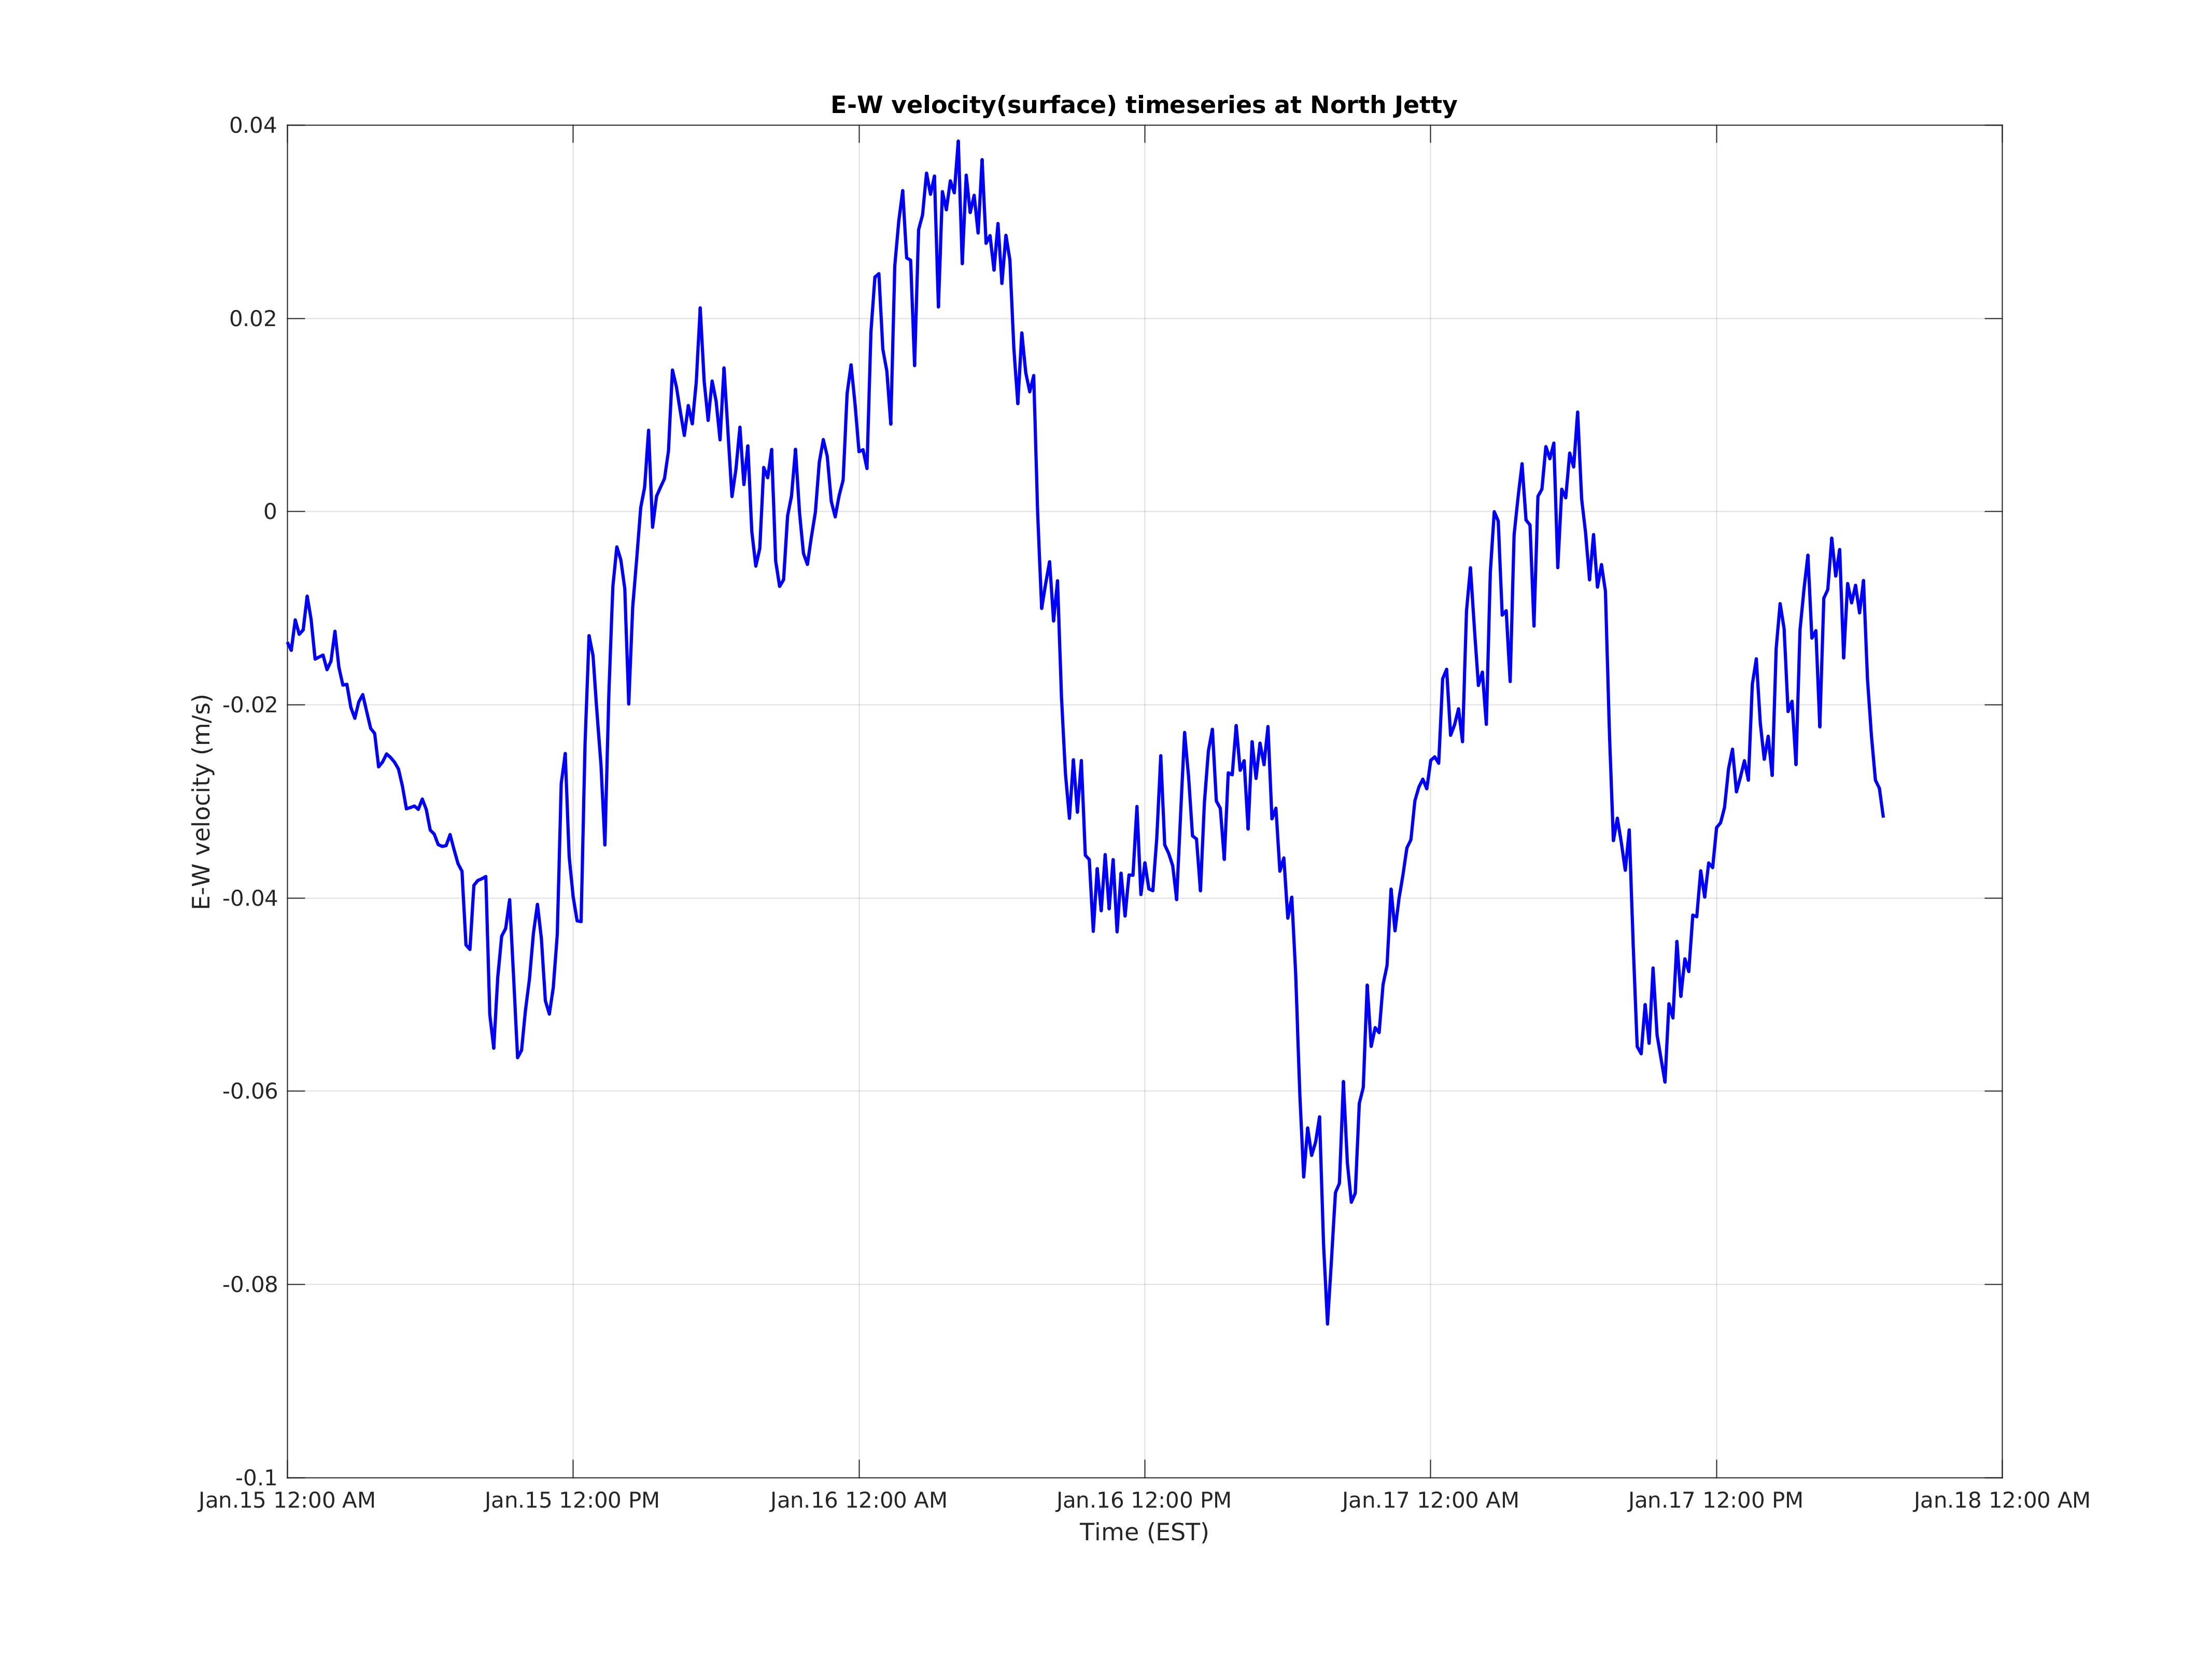 E-W velocity(surface) timeseries at North Jetty
0.04
0.02
0
-0.02
-0.04
-0.06
-0.08
-0.1
E-W velocity (m/s)
Jan.15 12:00 AM
Jan.15 12:00 PM
Jan.16 12:00 AM
Jan.16 12:00 PM
Jan.17 12:00 AM
Jan.17 12:00 PM
Jan.18 12:00 AM
Time (EST)